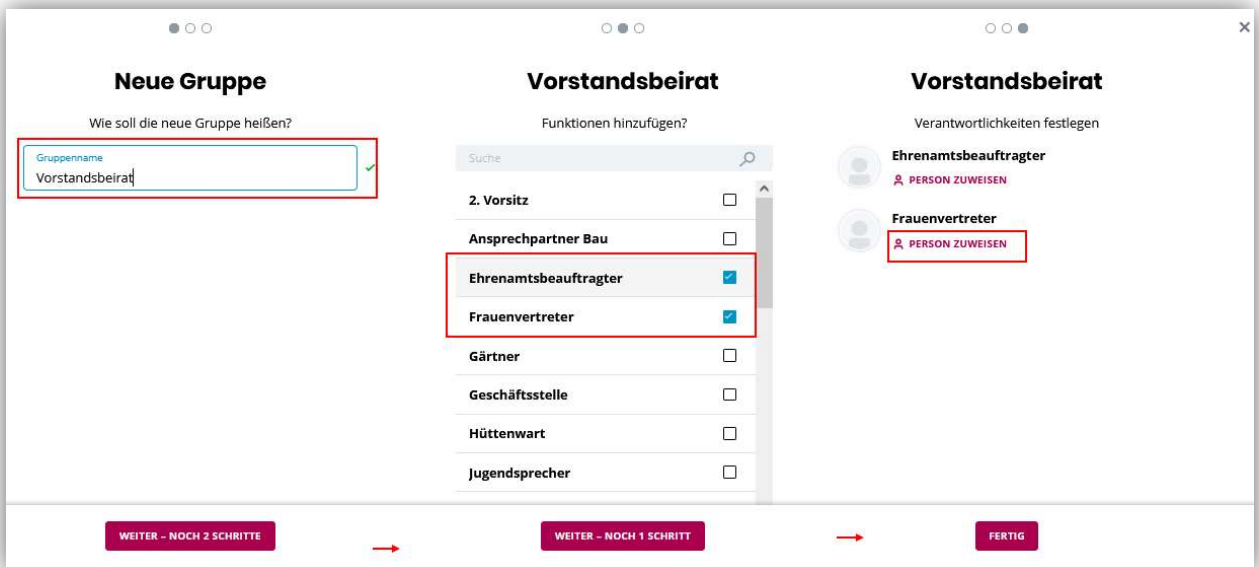 Neue Gruppe
Wie soll die neue Gruppe heißen?
Gruppenname
Vorstandsbeirat
WEITER – NOCH 2 SCHRITTE
Vorstandsbeirat
Funktionen hinzufügen?
Suche
2. Vorsitz
Ansprechpartner Bau
Ehrenamtsbeauftragter
Frauenvertreter
Gärtner
Geschäftsstelle
Hüttenwart
Jugendsprecher
WEITER – NOCH 1 SCHRITT
Vorstandsbeirat
Verantwortlichkeiten festlegen
Ehrenamtsbeauftragter
PERSON ZUWEISEN
Frauenvertreter
PERSON ZUWEISEN
FERTIG